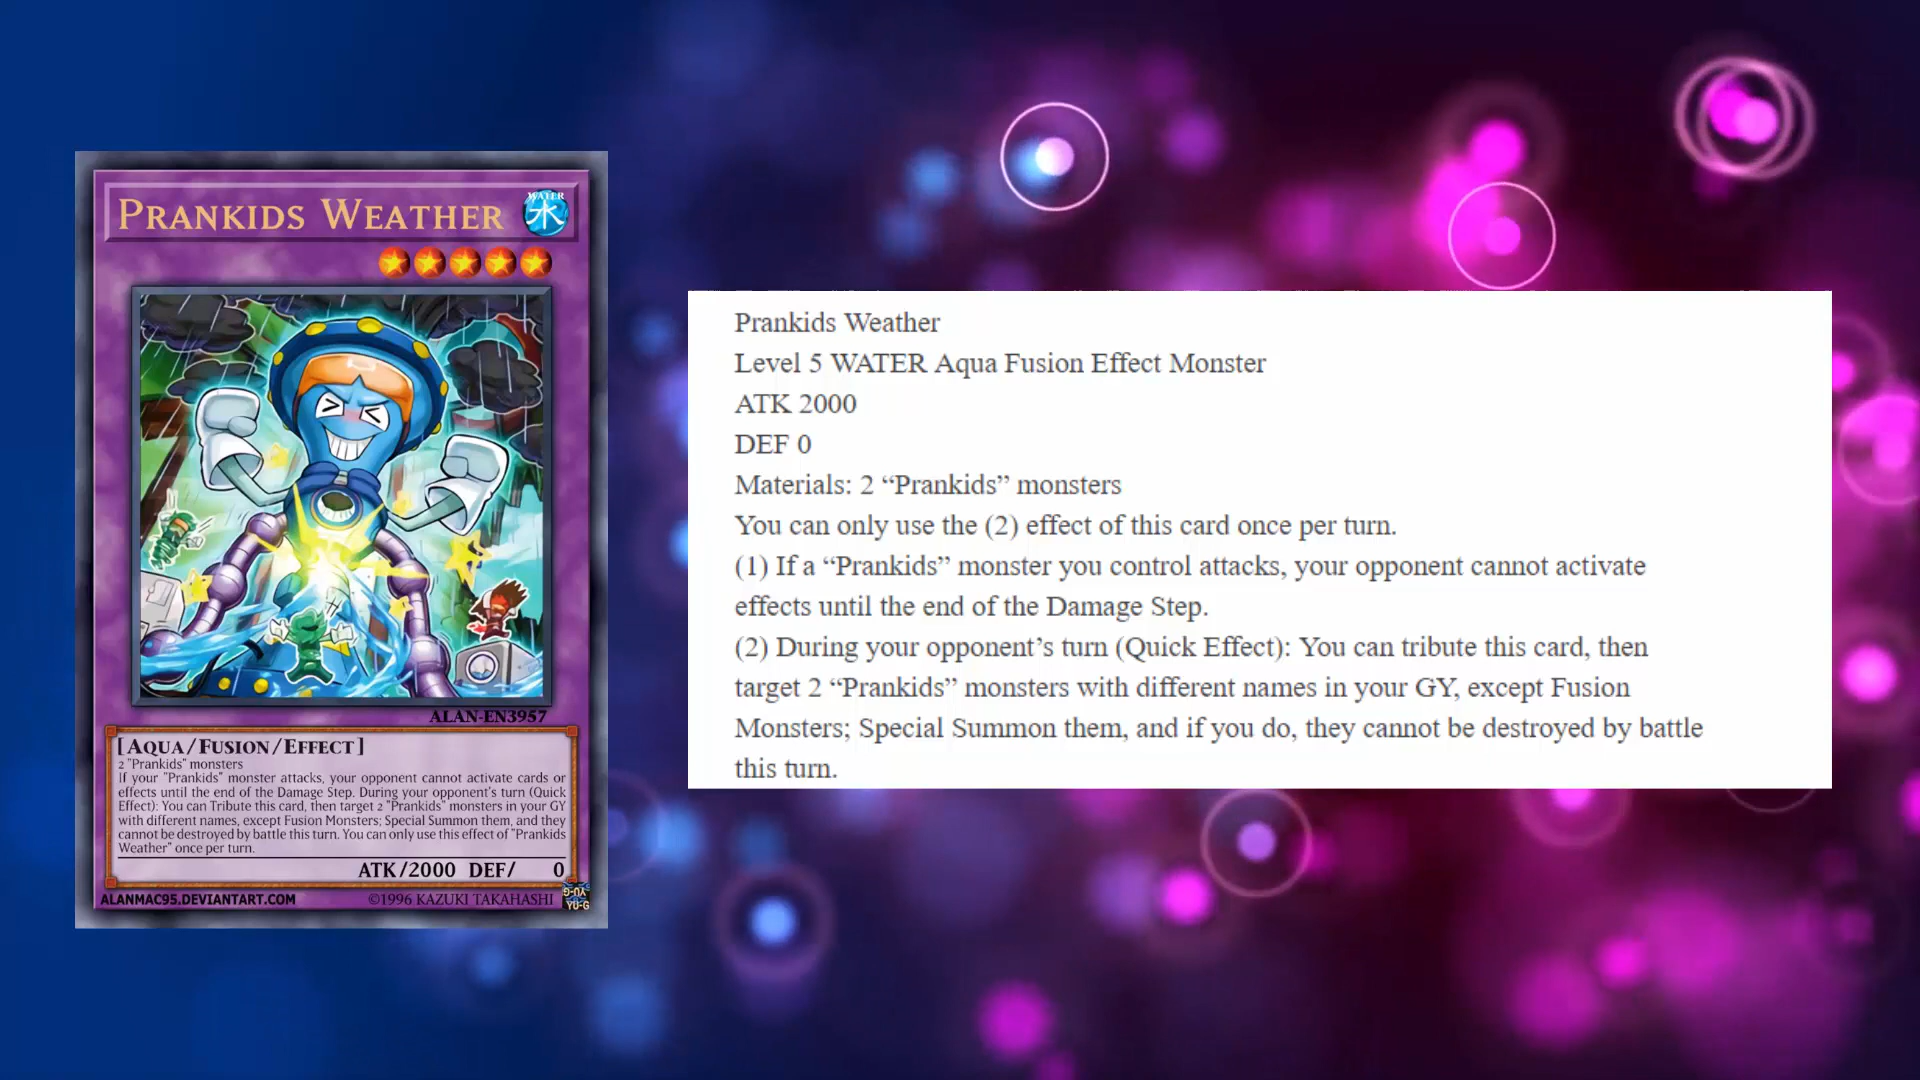 PRANKIDS WEATHER
WATER
水
ALAN-EN3957
[AQUA/FUSION/EFFECT]
2 "Prankids" monsters
If your "Prankids" monster attacks, your opponent cannot activate cards or
effects until the end of the Damage Step. During your opponent's turn (Quick
Effect): You can Tribute this card, then target 2 "Prankids" monsters in your GY
with different names, except Fusion Monsters; Special Summon them, and they
cannot be destroyed by battle this turn. You can only use this effect of "Prankids
Weather" once per turn.
ATK/2000 DEF/ 0
ALANMAC95.DEVIANTART.COM
©1996 KAZUKI TAKAHASHI
Prankids Weather
Level 5 WATER Aqua Fusion Effect Monster
ATK 2000
DEF 0
Materials: 2 “Prankids” monsters
You can only use the (2) effect of this card once per turn.
(1) If a “Prankids” monster you control attacks, your opponent cannot activate
effects until the end of the Damage Step.
(2) During your opponent’s turn (Quick Effect): You can tribute this card, then
target 2 “Prankids” monsters with different names in your GY, except Fusion
Monsters; Special Summon them, and if you do, they cannot be destroyed by battle
this turn.